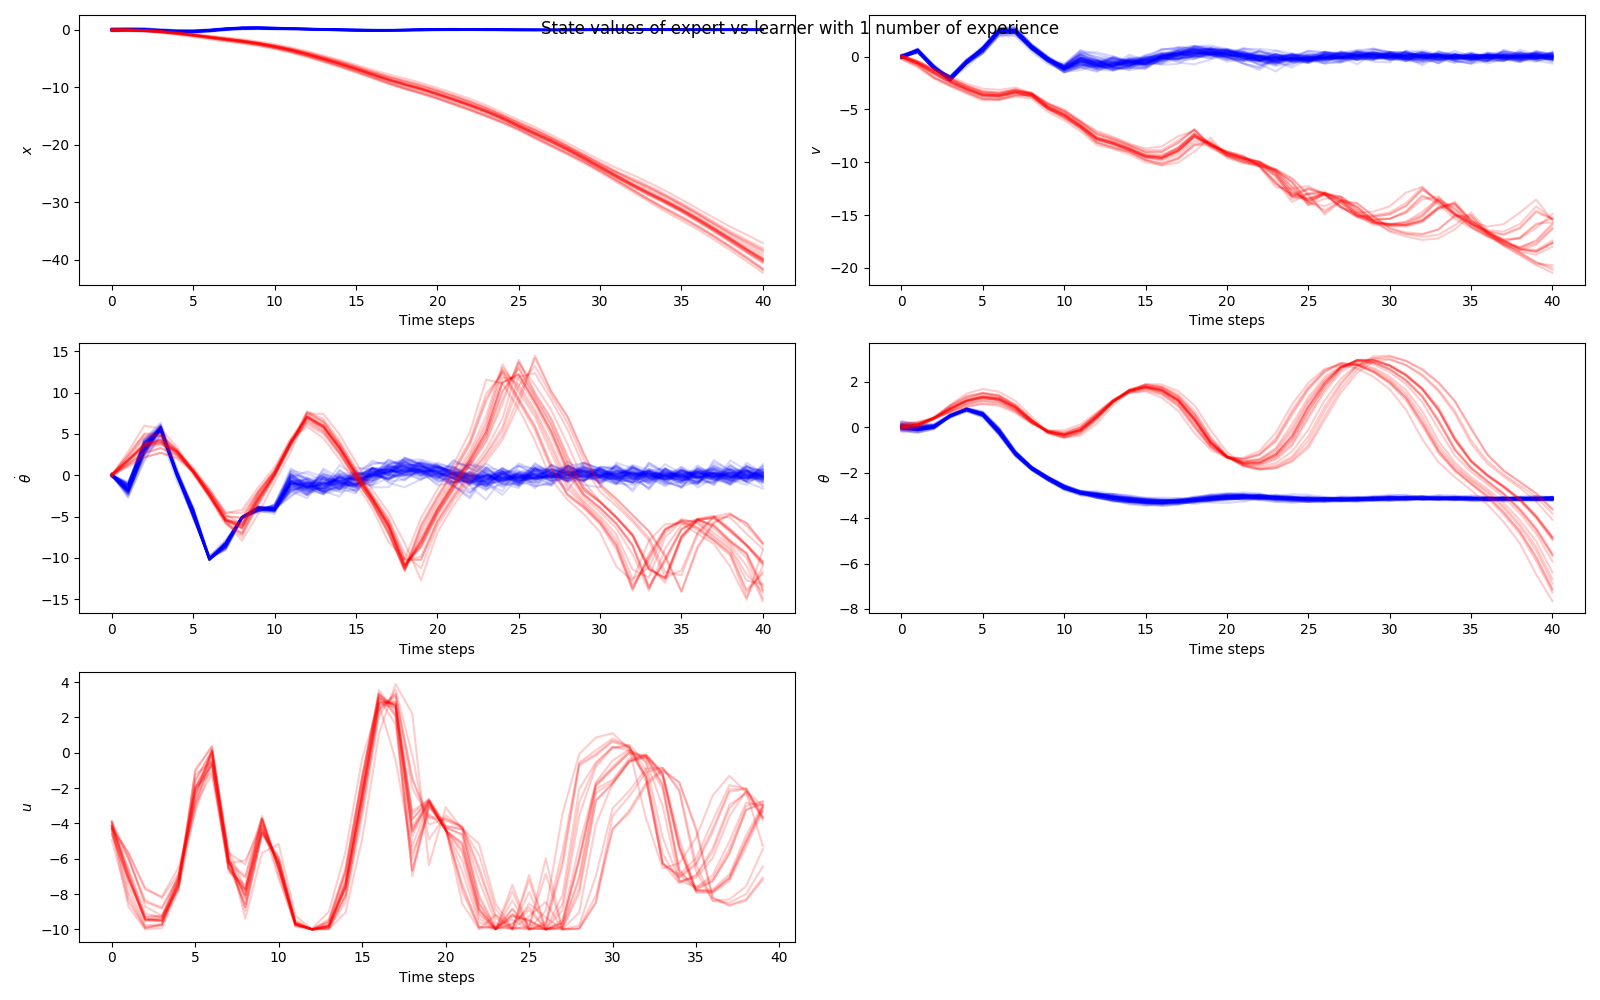 State values of expert vs learner with 1 number of experience
0
−10
−20
−30
−40
x
0 5 10 15 20 25 30 35 40
Time steps
0
−5
−10
−15
−20
v
0 5 10 15 20 25 30 35 40
Time steps
15
10
5
0
−5
−10
−15
θ̇
0 5 10 15 20 25 30 35 40
Time steps
2
0
−2
−4
−6
−8
θ
0 5 10 15 20 25 30 35 40
Time steps
4
2
0
−2
−4
−6
−8
−10
u
0 5 10 15 20 25 30 35 40
Time steps